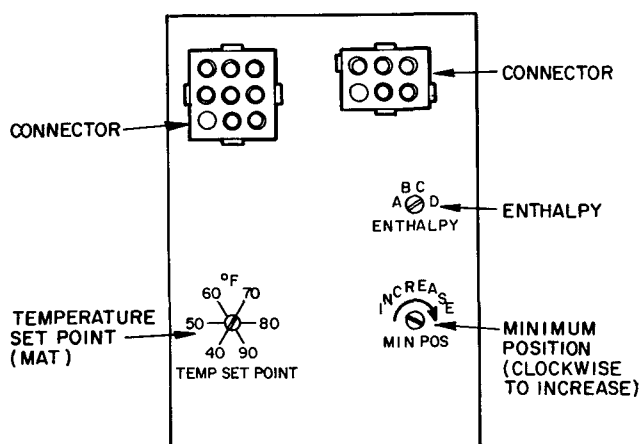 CONNECTOR
CONNECTOR
B C
A D
ENTHALPY
ENTHALPY
°F
60 70
50 80
40 90
TEMP SET POINT
TEMPERATURE
SET POINT
(MAT)
INCREASE
MIN POS
MINIMUM
POSITION
(CLOCKWISE
TO INCREASE)